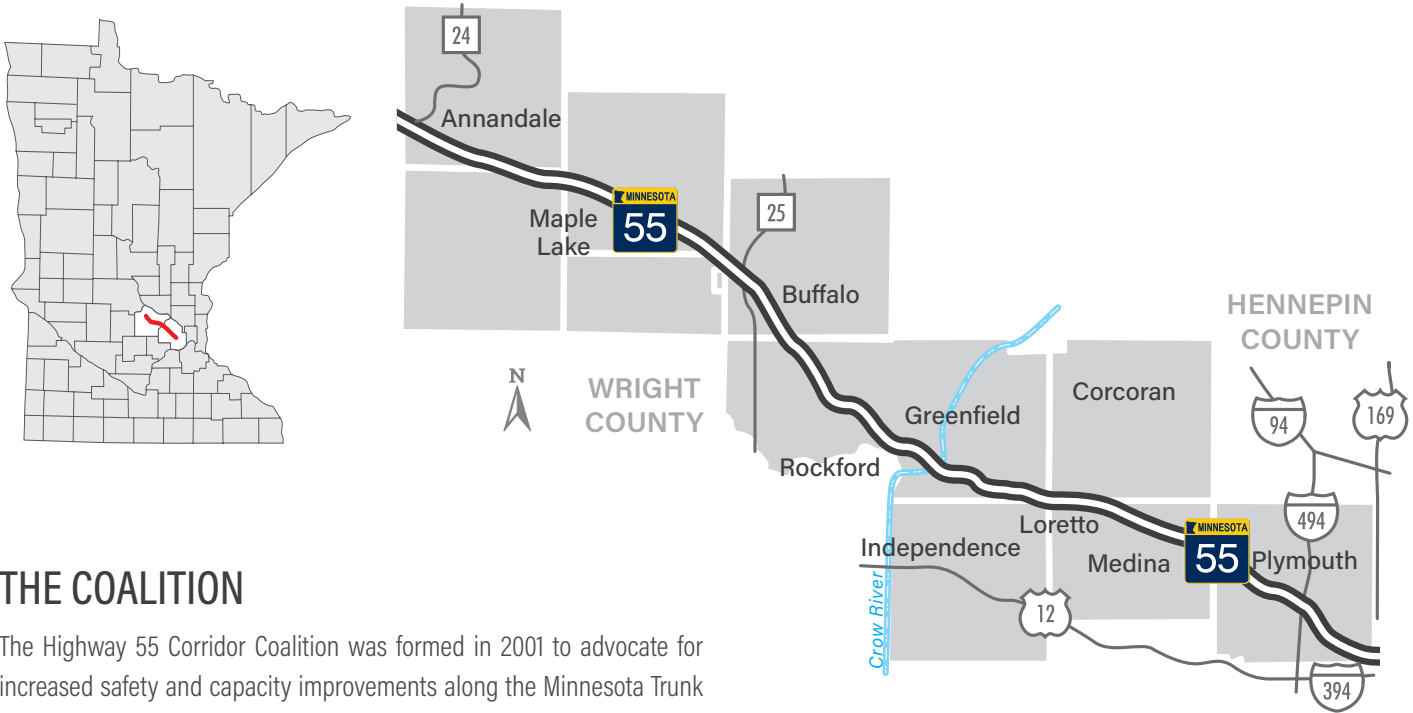 24
Annandale
MINNESOTA
55
Maple
Lake
25
Buffalo
HENNEPIN
COUNTY
N
WRIGHT
COUNTY
Corcoran
Greenfield
94
169
Rockford
494
Loretto
Independence
Medina
MINNESOTA
55
Plymouth
Crow River
12
394
THE COALITION
The Highway 55 Corridor Coalition was formed in 2001 to advocate for
increased safety and capacity improvements along the Minnesota Trunk